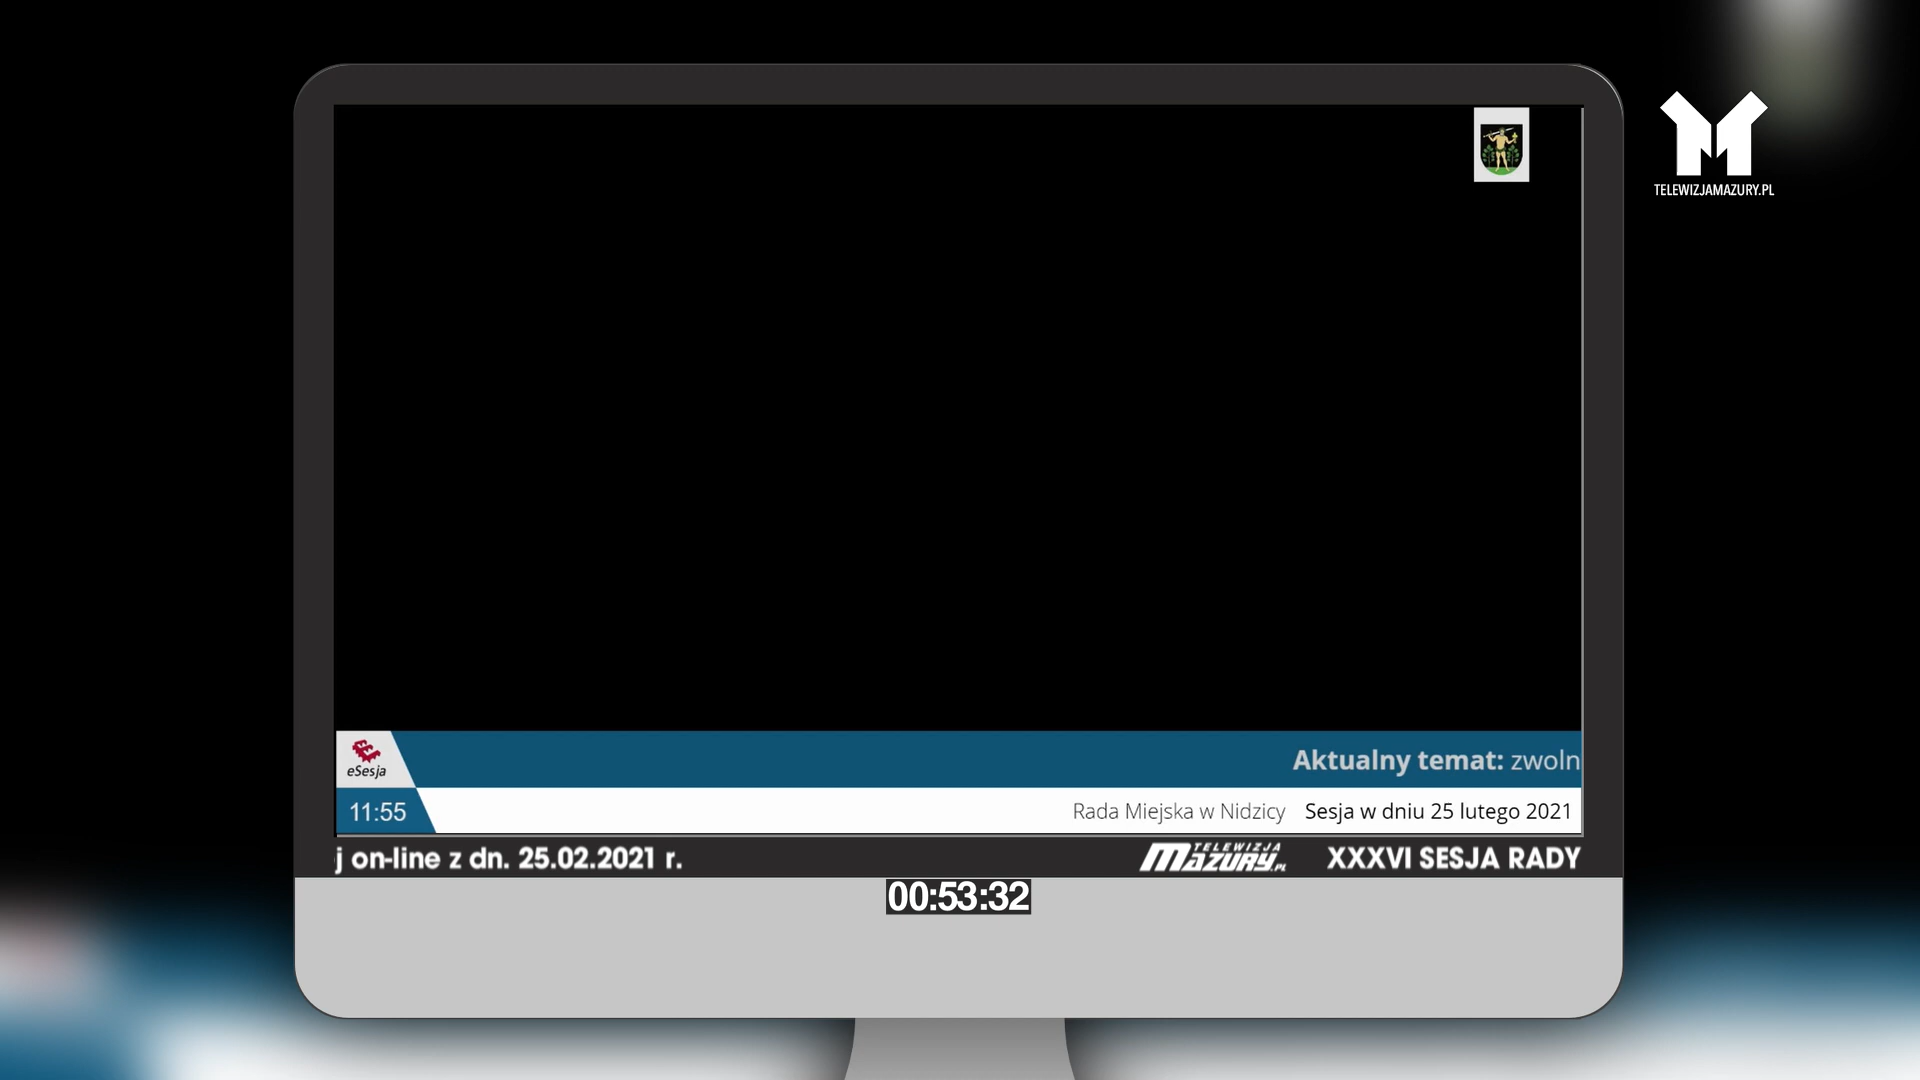 TELEWIZJAMAZURY.PL
eSesja
Aktualny temat: zwoln
11:55
Rada Miejska w Nidzicy Sesja w dniu 25 lutego 2021
j on-line z dn. 25.02.2021 r.
TELEWIZJA
MAZURY.PL
XXXVI SESJA RADY
00:53:32